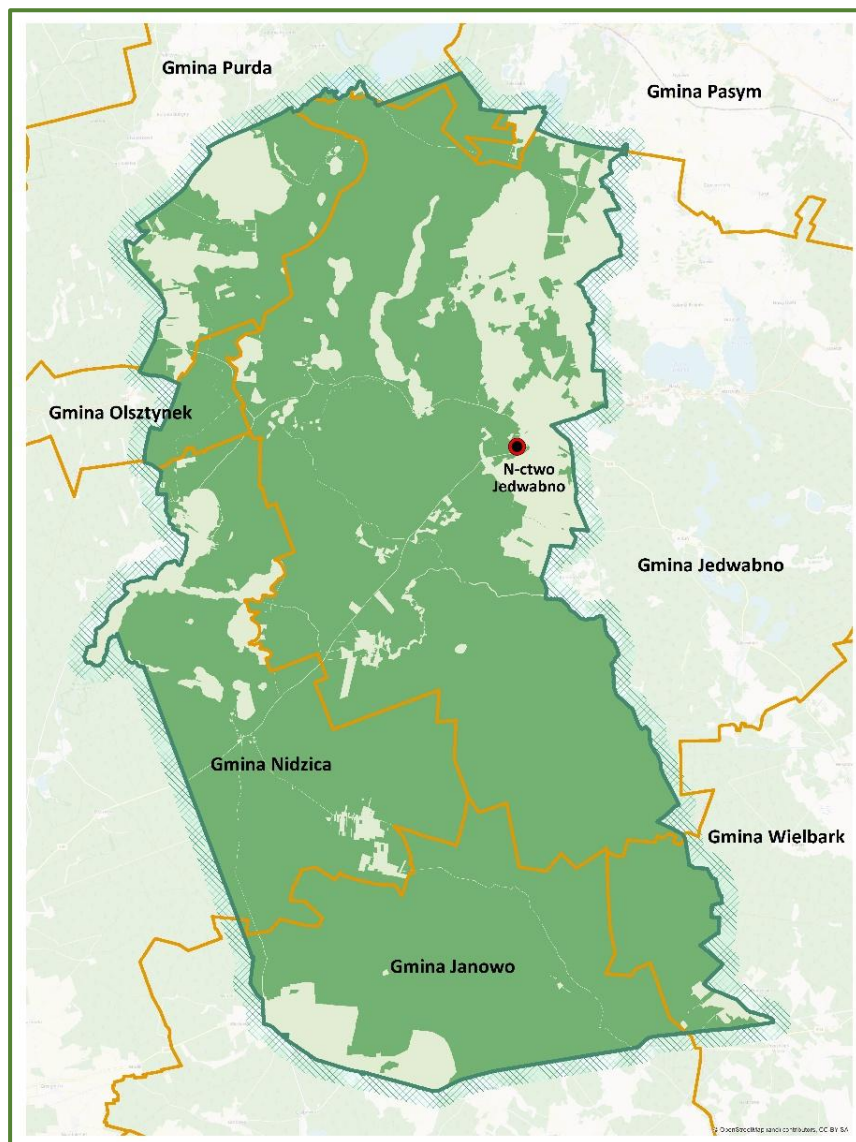 Gmina Purda
Gmina Pasym
Gmina Olsztynek
N-ctwo
Jedwabno
Gmina Jedwabno
Gmina Nidzica
Gmina Wielbark
Gmina Janowo